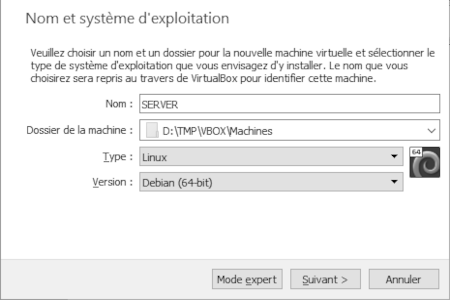 Nom et système d'exploitation
Veuillez choisir un nom et un dossier pour la nouvelle machine virtuelle et sélectionner le
type de système d'exploitation que vous envisagez d'y installer. Le nom que vous
choisirez sera repris au travers de VirtualBox pour identifier cette machine.
Nom : SERVER
Dossier de la machine : D:\TMP\VBOX\Machines
Type : Linux
64
Version : Debian (64-bit)
Mode expert Suivant > Annuler